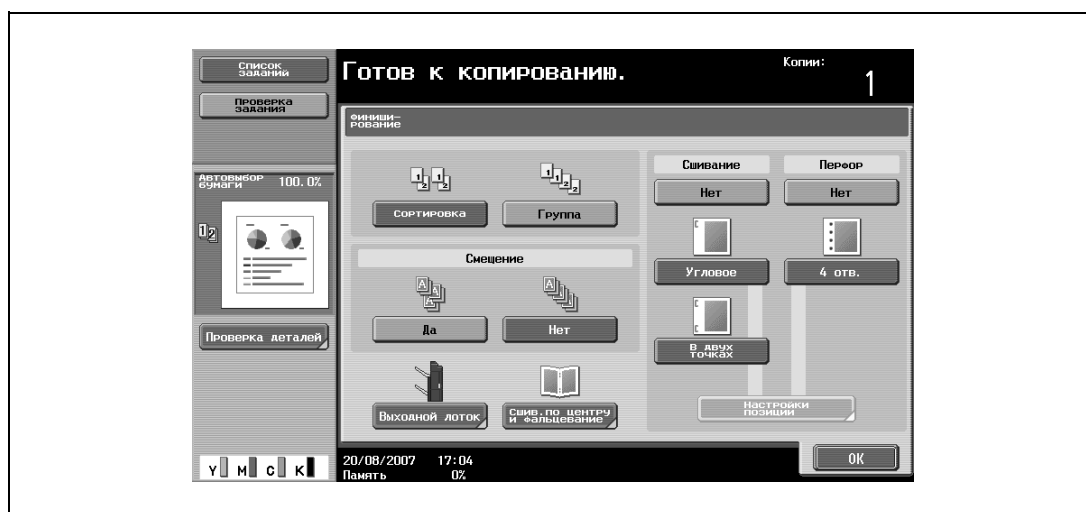 Список
заданий
Проверка
задания
Готов к копированию.
Копии:
1
Финиши-
рование
Автовыбор
бумаги 100.0%
Сортировка
Группа
Смещение
Да
Нет
Выходной лоток
Сшив.по центру
и фальцевание
Сшивание
Нет
Угловое
В двух
точках
Перфор
Нет
4 отв.
Настройки
позиции
Проверка деталей
Y M C K
20/08/2007 17:04
Память 0%
OK